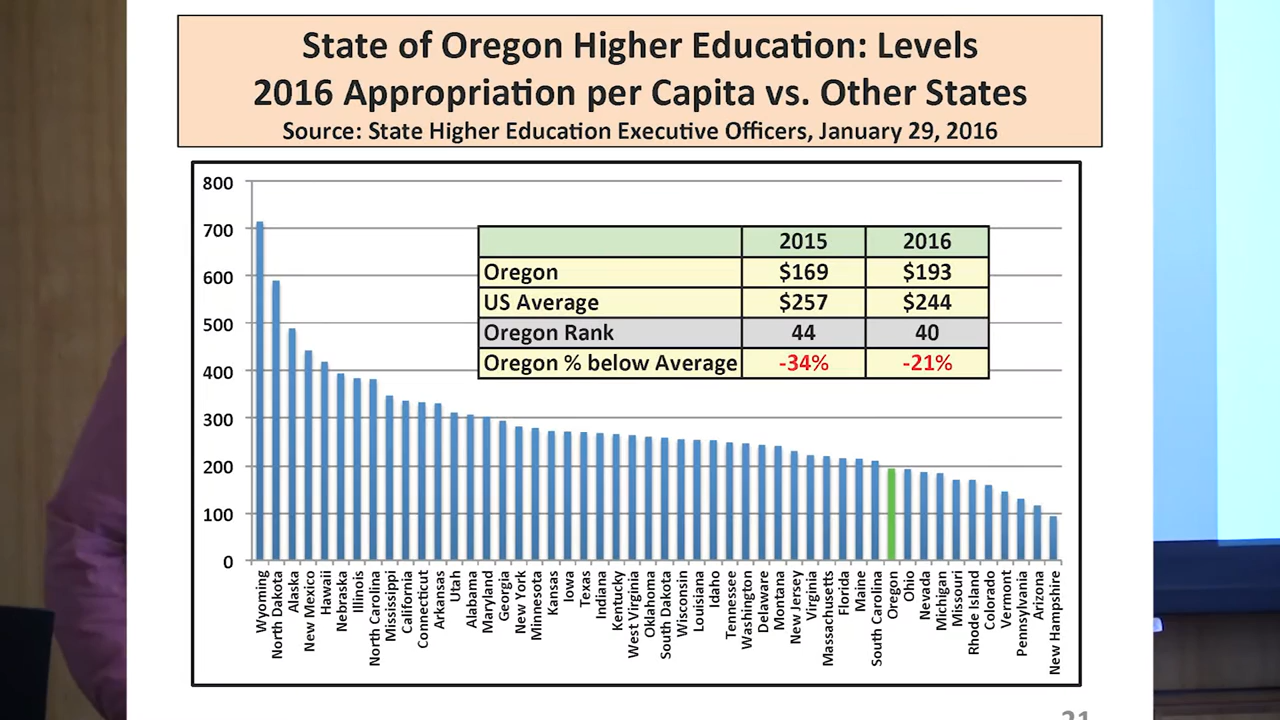 State of Oregon Higher Education: Levels
2016 Appropriation per Capita vs. Other States
Source: State Higher Education Executive Officers, January 29, 2016
800
700
600
500
400
300
200
100
0
2015 2016
Oregon $169 $193
US Average $257 $244
Oregon Rank 44 40
Oregon % below Average -34% -21%
Wyoming
North Dakota
Alaska
New Mexico
Hawaii
Nebraska
Illinois
North Carolina
Mississippi
California
Connecticut
Arkansas
Utah
Alabama
Maryland
Georgia
New York
Minnesota
Kansas
Iowa
Texas
Indiana
Kentucky
West Virginia
Oklahoma
South Dakota
Wisconsin
Louisiana
Idaho
Tennessee
Washington
Delaware
Montana
New Jersey
Virginia
Massachusetts
Florida
Maine
South Carolina
Oregon
Ohio
Nevada
Michigan
Missouri
Rhode Island
Colorado
Vermont
Pennsylvania
Arizona
New Hampshire